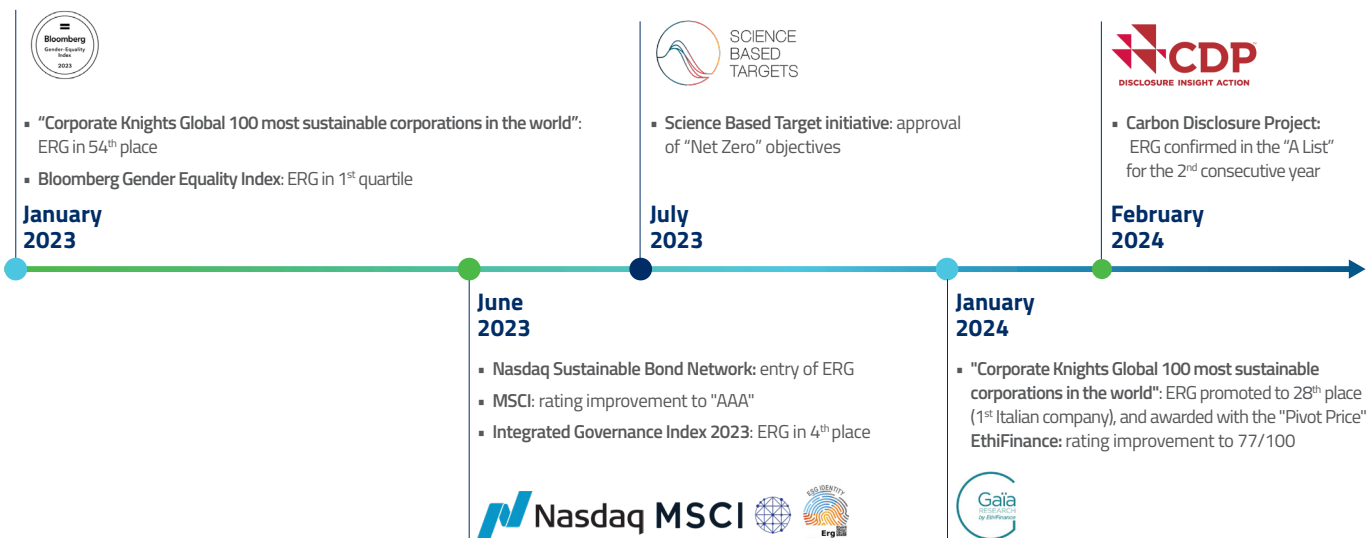 Bloomberg
Gender-Equality
Index
2023
▪ “Corporate Knights Global 100 most sustainable corporations in the world”:
ERG in 54th place
▪ Bloomberg Gender Equality Index: ERG in 1st quartile
January
2023
SCIENCE
BASED
TARGETS
▪ Science Based Target initiative: approval
of “Net Zero” objectives
July
2023
CDP
DISCLOSURE INSIGHT ACTION
▪ Carbon Disclosure Project:
ERG confirmed in the “A List”
for the 2nd consecutive year
February
2024
June
2023
▪ Nasdaq Sustainable Bond Network: entry of ERG
▪ MSCI: rating improvement to "AAA"
▪ Integrated Governance Index 2023: ERG in 4th place
Nasdaq MSCI
ESG IDENTITY
Erg
January
2024
▪ "Corporate Knights Global 100 most sustainable
corporations in the world": ERG promoted to 28th place
(1st Italian company), and awarded with the "Pivot Price"
EthiFinance: rating improvement to 77/100
Gaïa
RESEARCH
by EthiFinance